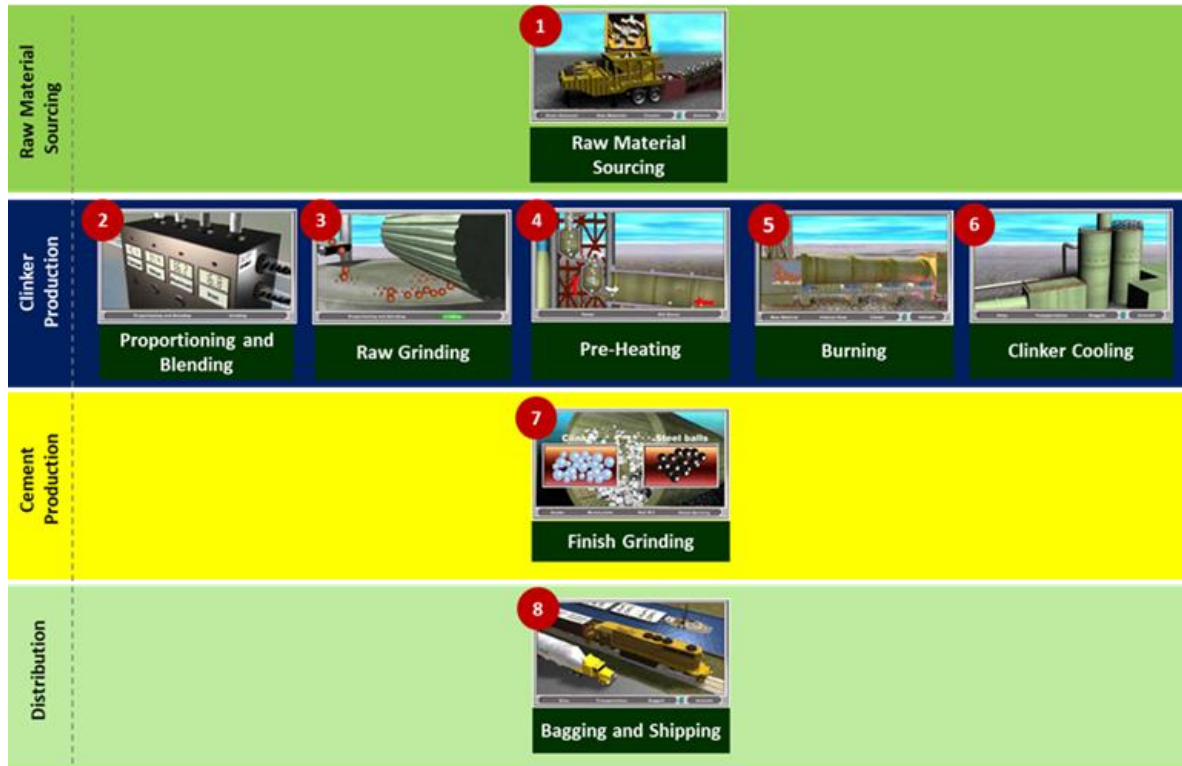 Raw Material
Sourcing
1
Raw Material
Sourcing
Clinker
Production
2
Proportioning and
Blending
3
Raw Grinding
4
Pre-Heating
5
Burning
6
Clinker Cooling
Cement
Production
7
Clinker
Steel balls
Finish Grinding
Distribution
8
Bagging and Shipping